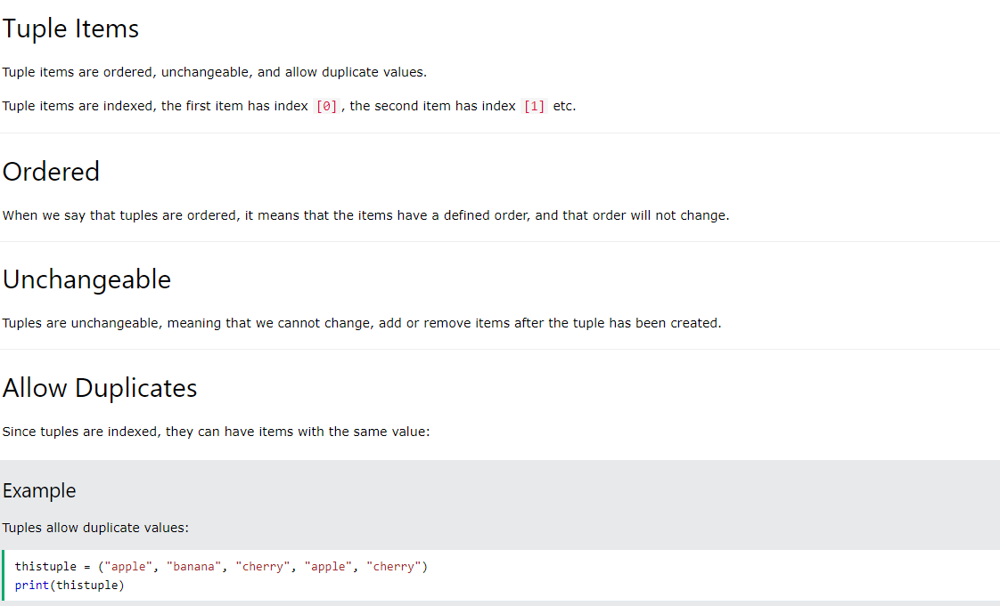 Tuple Items
Tuple items are ordered, unchangeable, and allow duplicate values.
Tuple items are indexed, the first item has index [0], the second item has index [1] etc.
Ordered
When we say that tuples are ordered, it means that the items have a defined order, and that order will not change.
Unchangeable
Tuples are unchangeable, meaning that we cannot change, add or remove items after the tuple has been created.
Allow Duplicates
Since tuples are indexed, they can have items with the same value:
Example
Tuples allow duplicate values:
thistuple = ("apple", "banana", "cherry", "apple", "cherry")
print(thistuple)